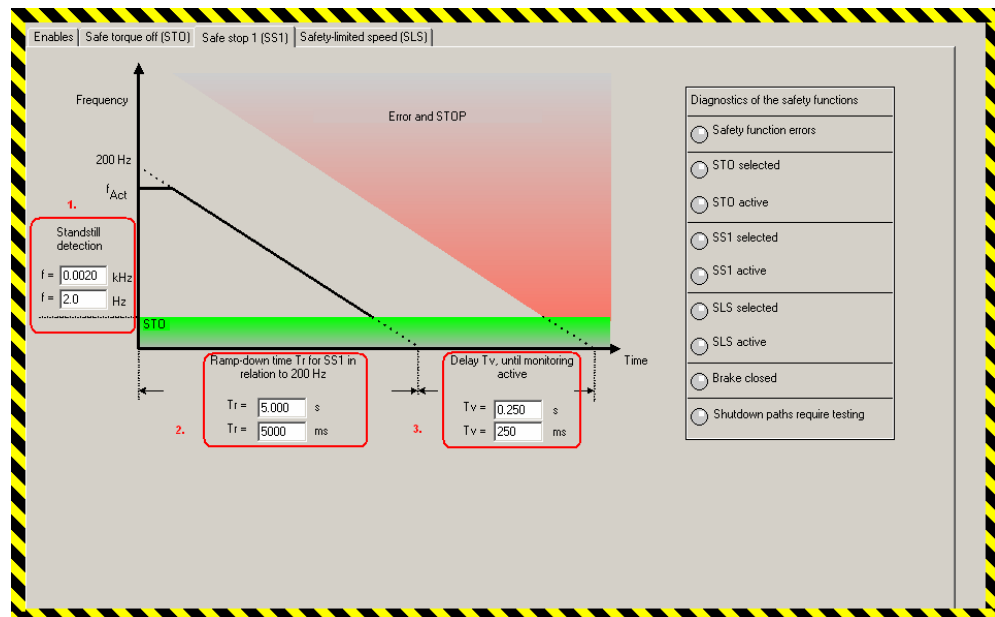 Enables
Safe torque off (STO)
Safe stop 1 (SS1)
Safety-limited speed (SLS)
Frequency
Error and STOP
200 Hz
fAct
1.
Standstill
detection
f = 0.0020 kHz
f = 2.0 Hz
STO
Time
Ramp-down time Tr for SS1 in
relation to 200 Hz
Tr = 5.000 s
2.
Tr = 5000 ms
Delay Tv, until monitoring
active
Tv = 0.250 s
3.
Tv = 250 ms
Diagnostics of the safety functions
Safety function errors
STO selected
STO active
SS1 selected
SS1 active
SLS selected
SLS active
Brake closed
Shutdown paths require testing